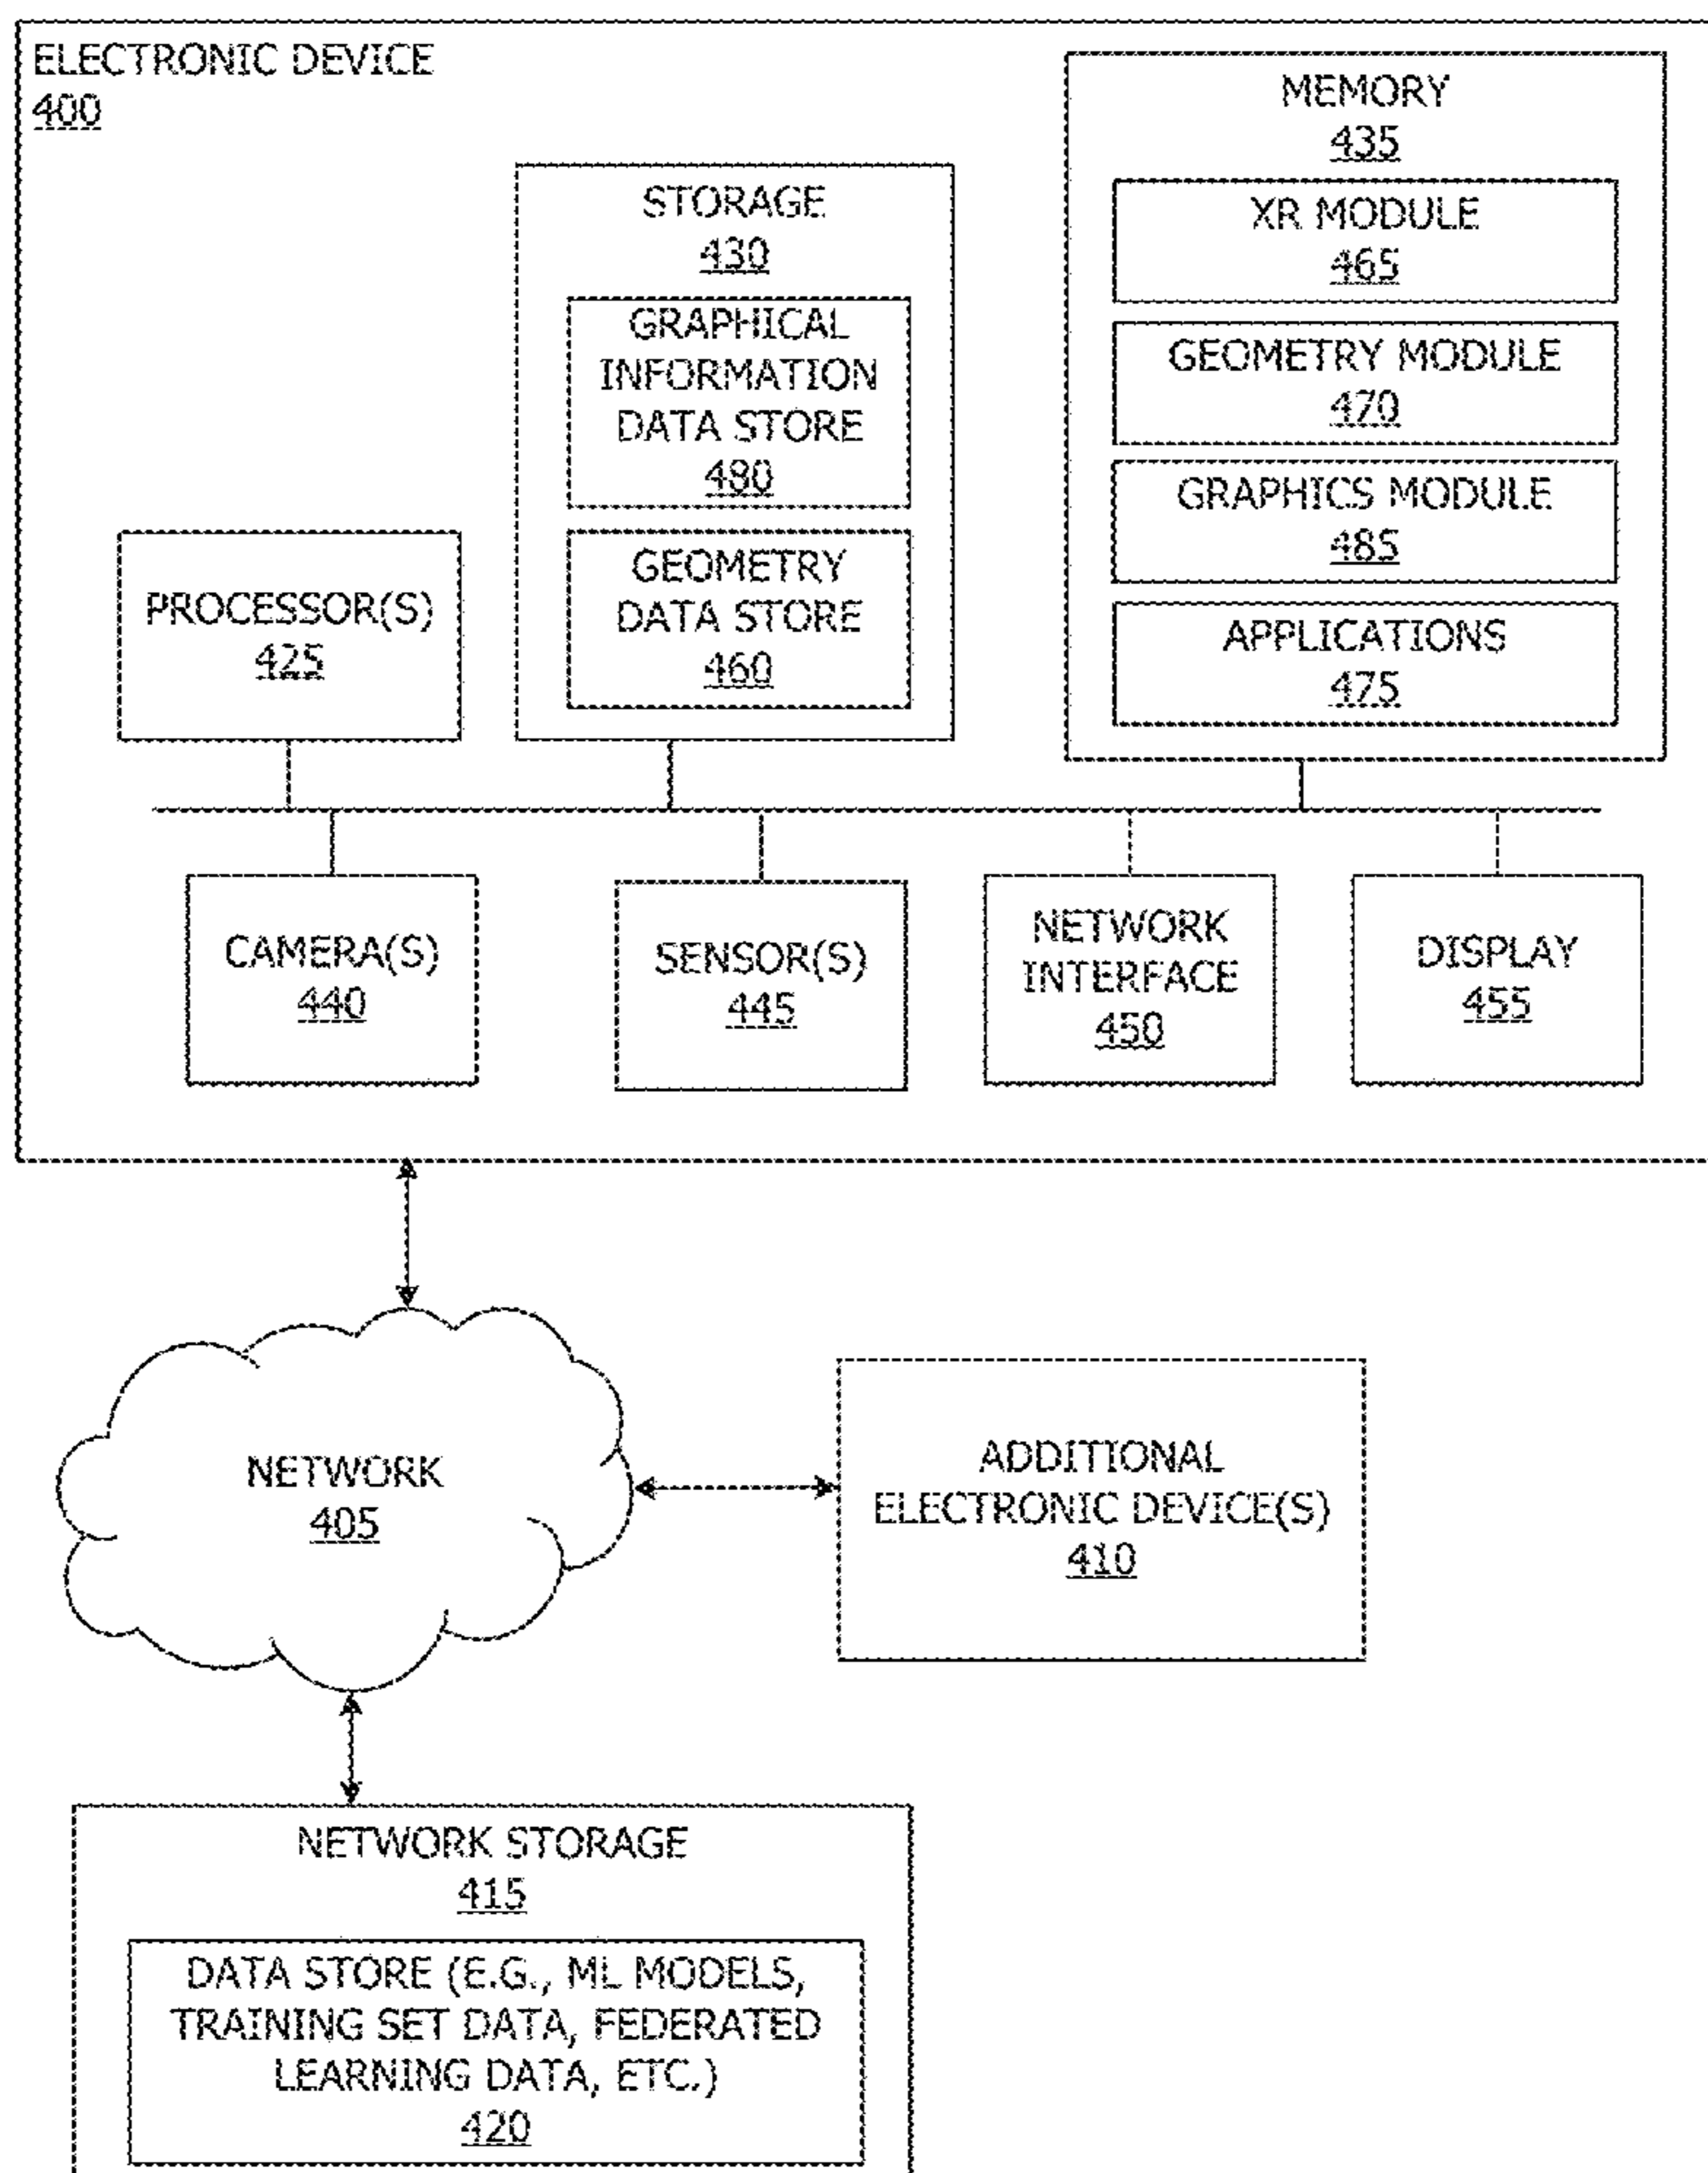 ELECTRONIC DEVICE
400
MEMORY
435
XR MODULE
465
GEOMETRY MODULE
470
GRAPHICS MODULE
485
APPLICATIONS
475
STORAGE
430
GRAPHICAL
INFORMATION
DATA STORE
480
GEOMETRY
DATA STORE
460
PROCESSOR(S)
425
CAMERA(S)
440
SENSOR(S)
445
NETWORK
INTERFACE
450
DISPLAY
455
NETWORK
405
ADDITIONAL
ELECTRONIC DEVICE(S)
410
NETWORK STORAGE
415
DATA STORE (E.G., ML MODELS,
TRAINING SET DATA, FEDERATED
LEARNING DATA, ETC.)
420